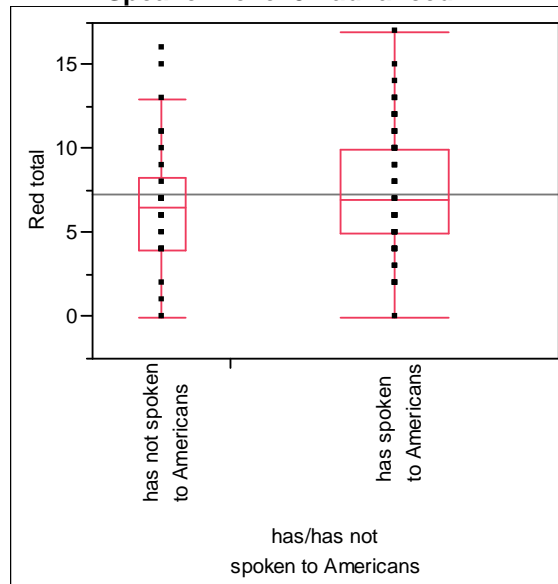 Red total
15
10
5
0
has not spoken
to Americans
has spoken
to Americans
has/has not
spoken to Americans